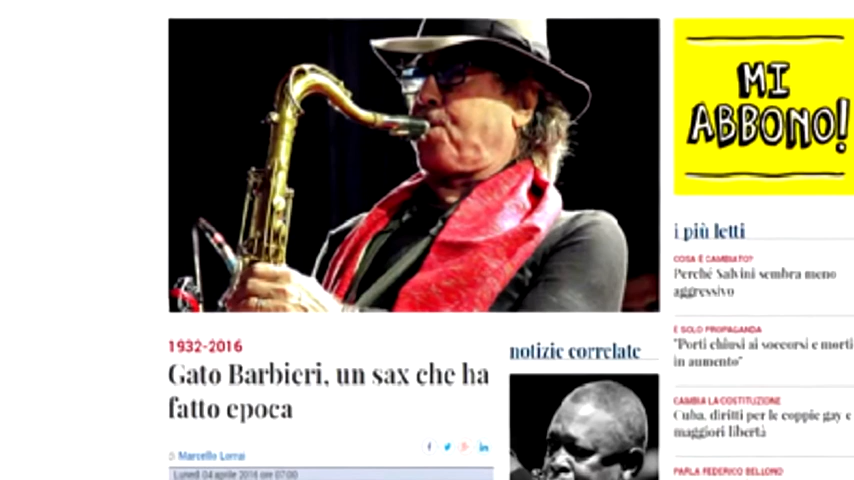 MI
ABBONO!
i più letti
COSA È CAMBIATO?
Perché Salvini sembra meno
aggressivo
È SOLO PROPAGANDA
"Porti chiusi ai soccorsi e morti
in aumento"
CAMBIA LA COSTITUZIONE
Cuba, diritti per le coppie gay e
maggiori libertà
PARLA FEDERICO BELLONO
1932-2016
Gato Barbieri, un sax che ha
fatto epoca
di Marcello Lorrai
Lunedì 04 aprile 2016 ore 07:00
notizie correlate